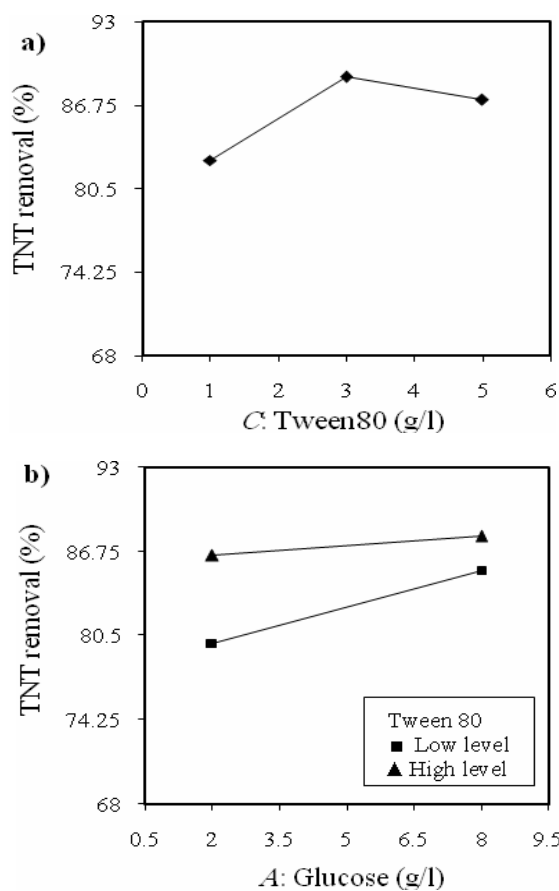 a)
TNT removal (%)
93
86.75
80.5
74.25
68
0 1 2 3 4 5 6
C: Tween80 (g/l)
b)
TNT removal (%)
93
86.75
80.5
74.25
68
Tween 80
Low level
High level
0.5 2 3.5 5 6.5 8 9.5
A: Glucose (g/l)